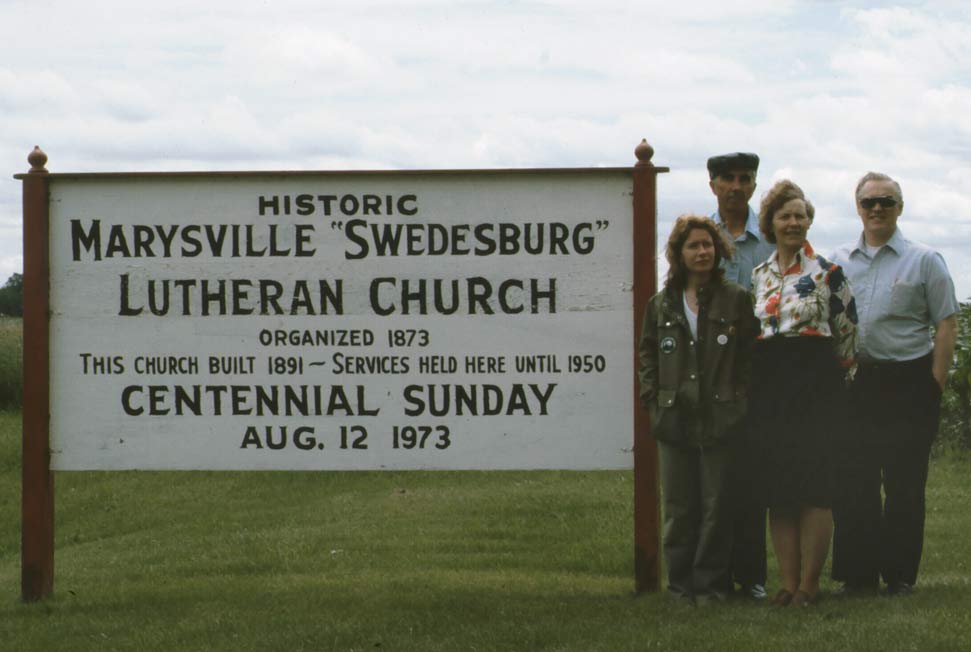 HISTORIC
MARYSVILLE "SWEDESBURG"
LUTHERAN CHURCH
ORGANIZED 1873
THIS CHURCH BUILT 1891 ~ SERVICES HELD HERE UNTIL 1950
CENTENNIAL SUNDAY
AUG. 12 1973